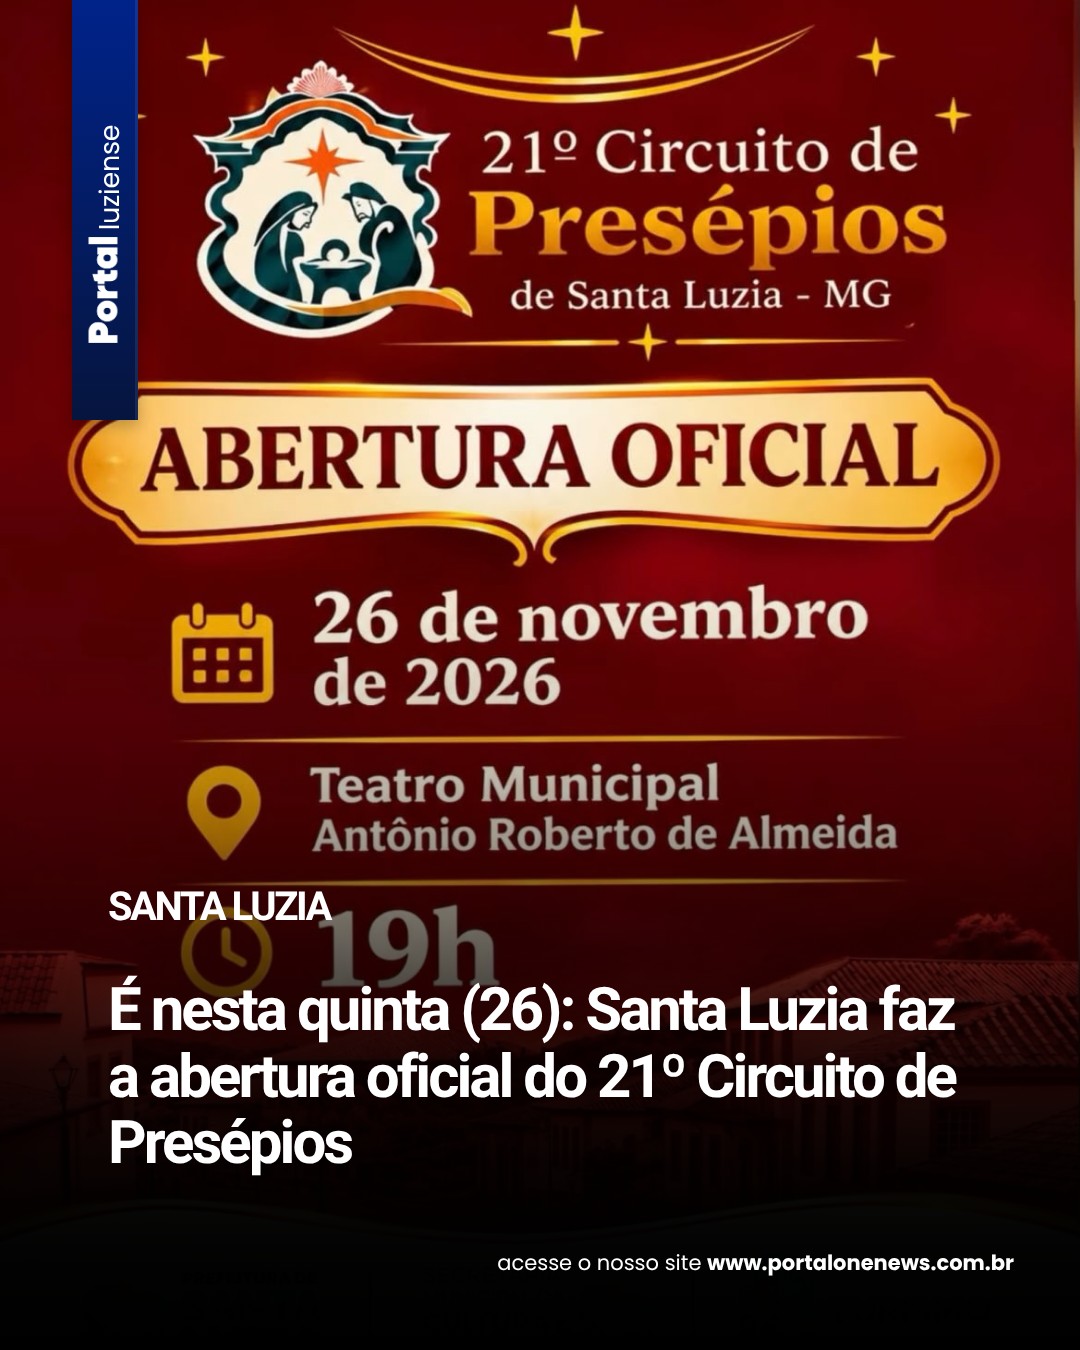 Portal luziense
21º Circuito de
Presépios
de Santa Luzia - MG
ABERTURA OFICIAL
26 de novembro
de 2026
Teatro Municipal
Antônio Roberto de Almeida
SANTA LUZIA
19h
É nesta quinta (26): Santa Luzia faz
a abertura oficial do 21º Circuito de
Presépios
acesse o nosso site www.portalonenews.com.br